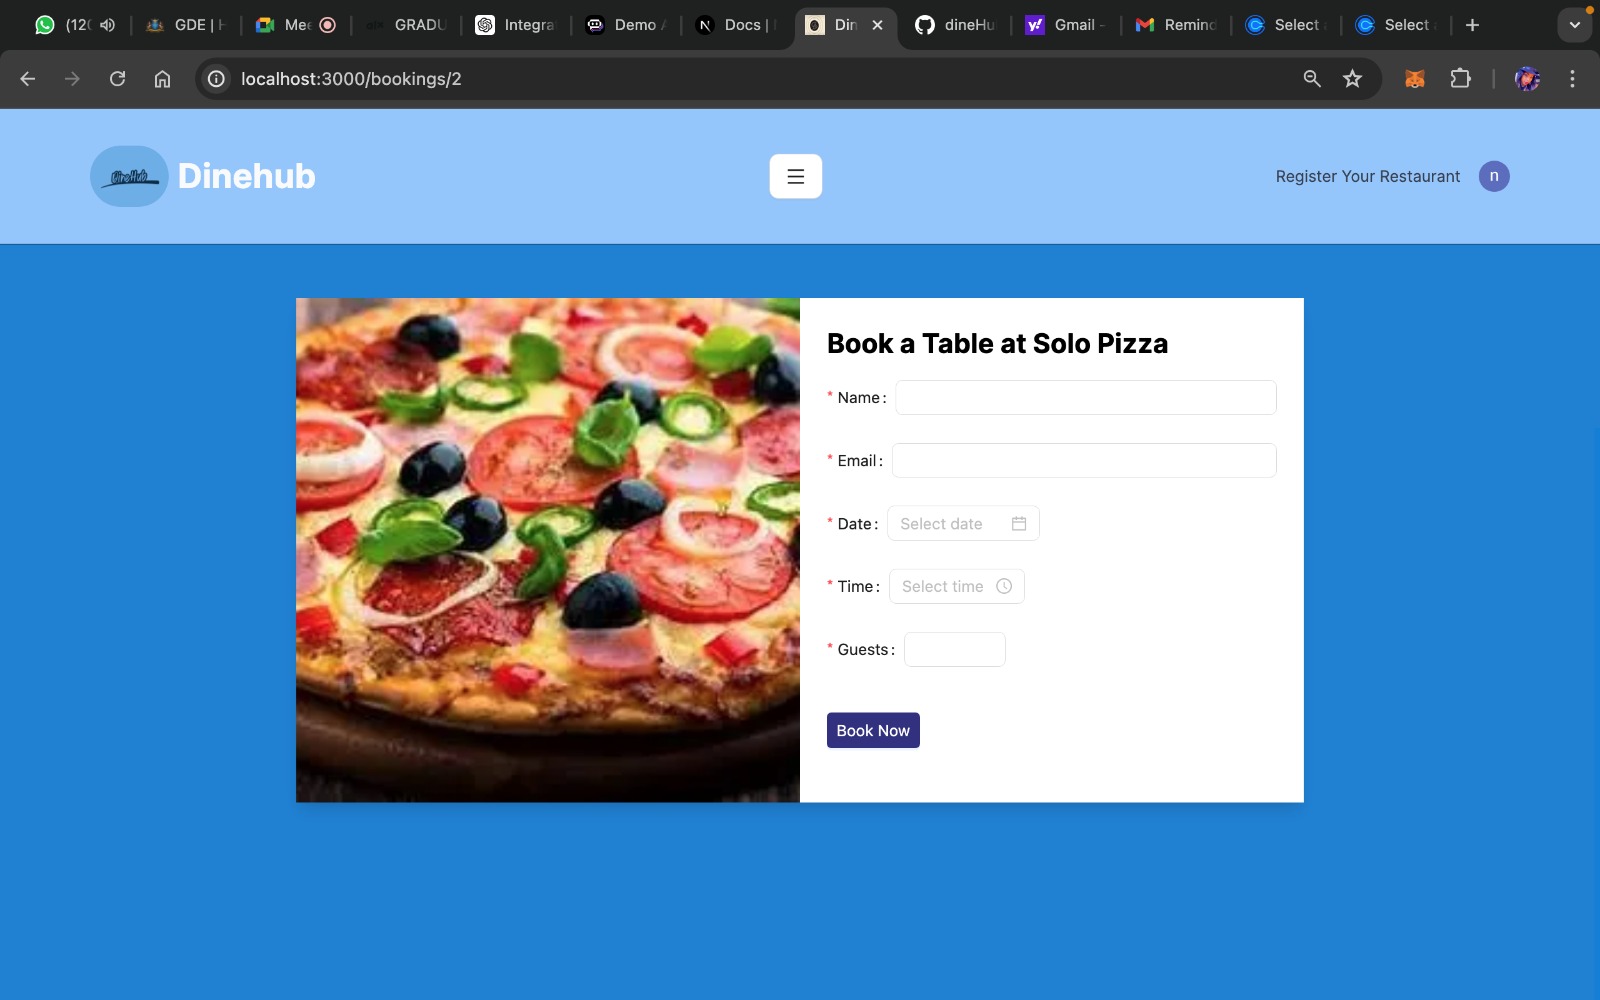 (120
GDE | H
Mee
GRADU
Integra
Demo A
Docs |
Din
dineHu
Gmail -
Remind
Select
Select
localhost:3000/bookings/2
DineHub
Dinehub
Register Your Restaurant
n
Book a Table at Solo Pizza
* Name :
* Email :
* Date :
Select date
* Time :
Select time
* Guests :
Book Now